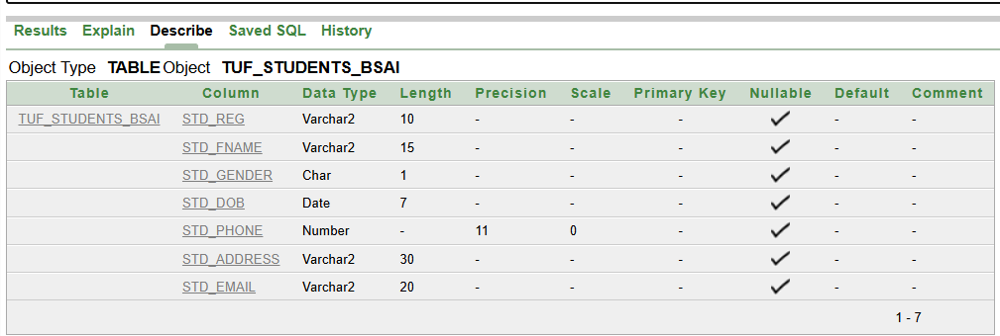 Results Explain Describe Saved SQL History
Object Type TABLE Object TUF_STUDENTS_BSAI
Table Column Data Type Length Precision Scale Primary Key Nullable Default Comment
TUF_STUDENTS_BSAI STD_REG Varchar2 10 - - - - -
STD_FNAME Varchar2 15 - - - - -
STD_GENDER Char 1 - - - - -
STD_DOB Date 7 - - - - -
STD_PHONE Number - 11 0 - - -
STD_ADDRESS Varchar2 30 - - - - -
STD_EMAIL Varchar2 20 - - - - -
1 - 7